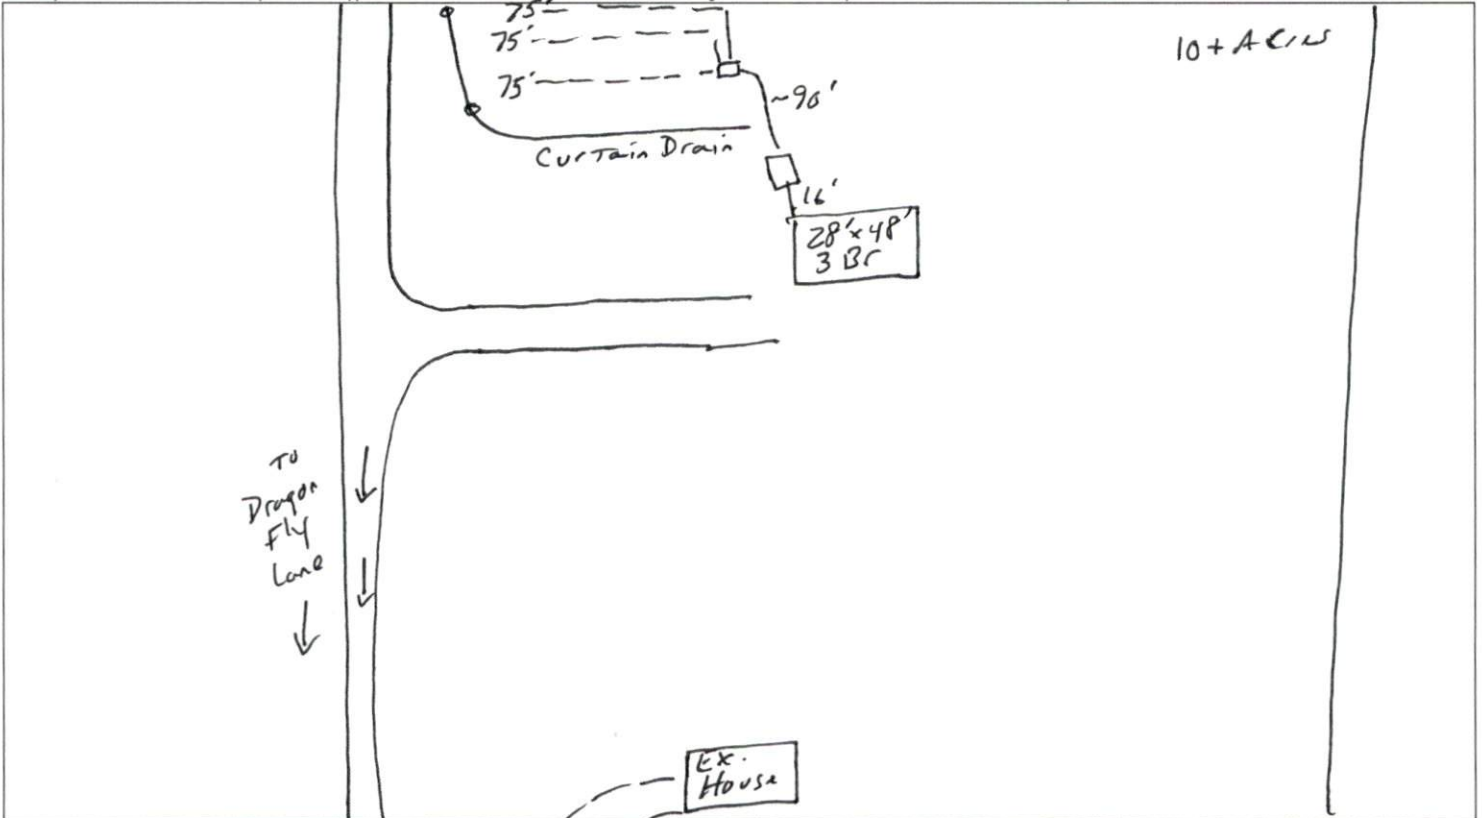 75'
75'
75'
10+ Acres
~90'
Curtain Drain
16'
28'x48'
3 Br
To
Dragon
Fly
Lane
Ex.
House